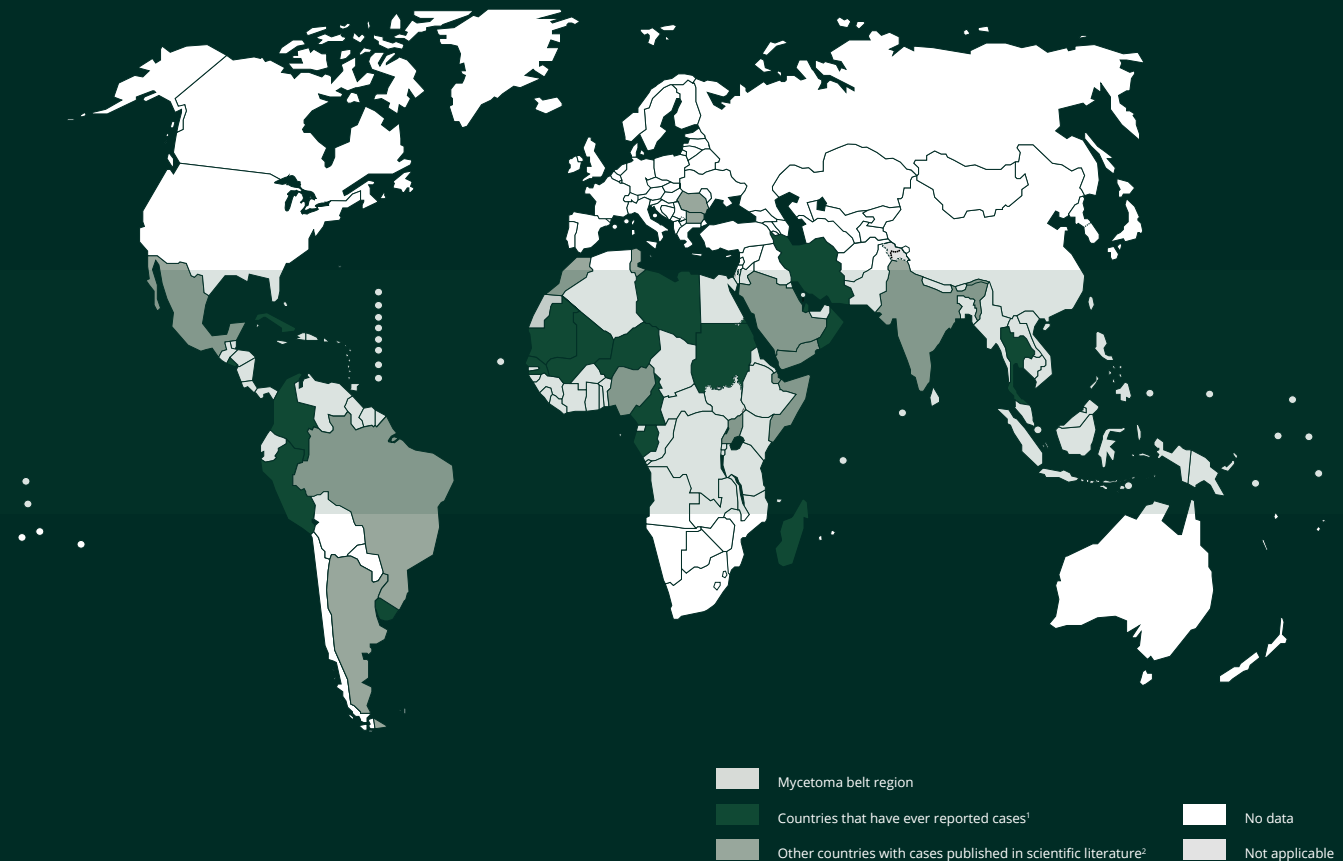 Mycetoma belt region
Countries that have ever reported cases¹
Other countries with cases published in scientific literature²
No data
Not applicable